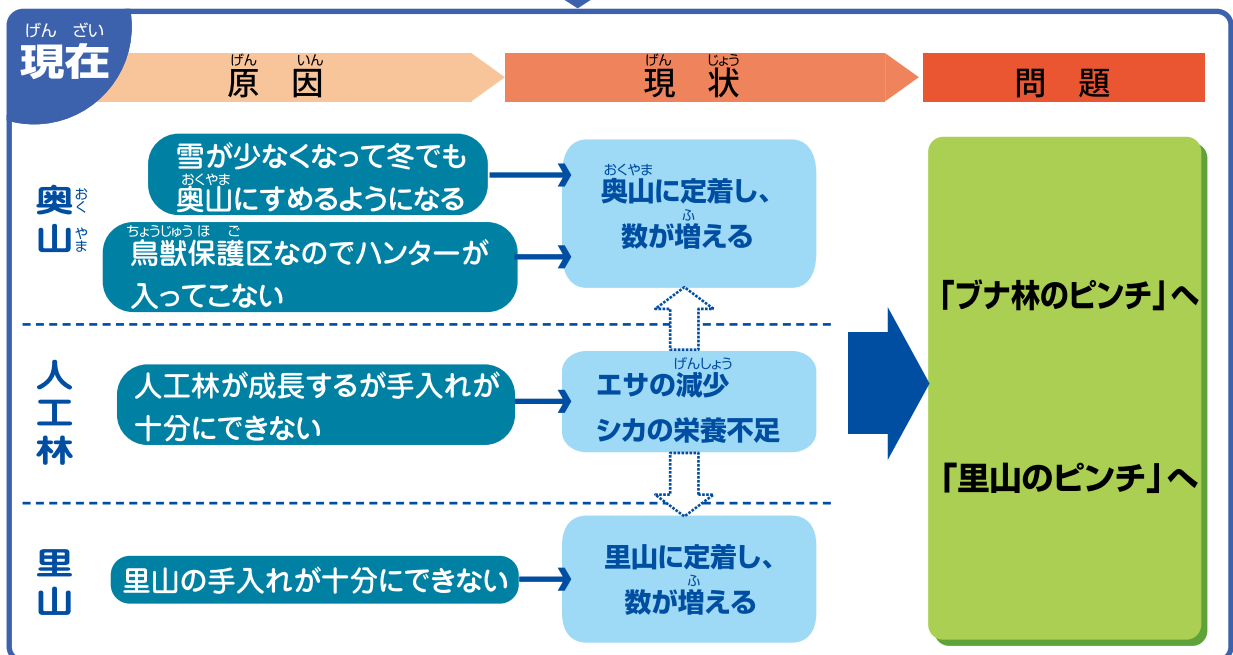 げん ざい
現在
げん いん
原因
げん じょう
現状
問題
奥山
おく やま
雪が少なくなって冬でも
おくやま
奥山にすめるようになる
ちょうじゅう ほ ご
鳥獣保護区なのでハンターが
入ってこない
おくやま
奥山に定着し、
ふ
数が増える
人工林
人工林が成長するが手入れが
十分にできない
げんしょう
エサの減少
シカの栄養不足
里山
里山の手入れが十分にできない
里山に定着し、
ふ
数が増える
「ブナ林のピンチ」へ
「里山のピンチ」へ